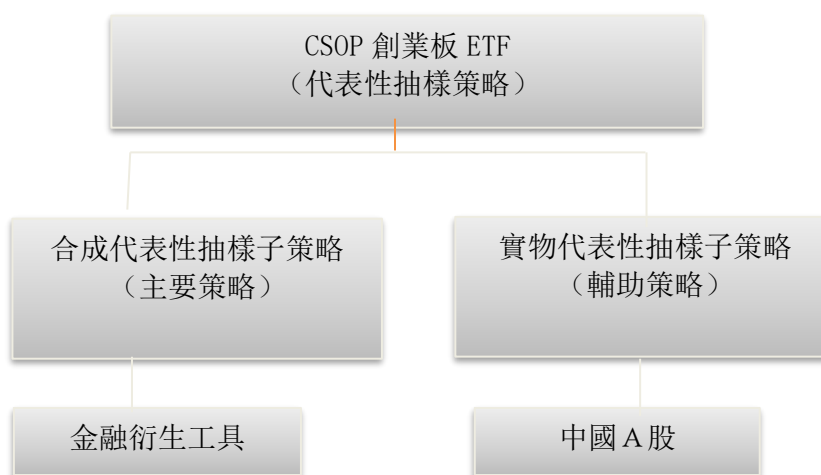 CSOP 創業板 ETF
（代表性抽樣策略）
合成代表性抽樣子策略
（主要策略）
實物代表性抽樣子策略
（輔助策略）
金融衍生工具
中國A股